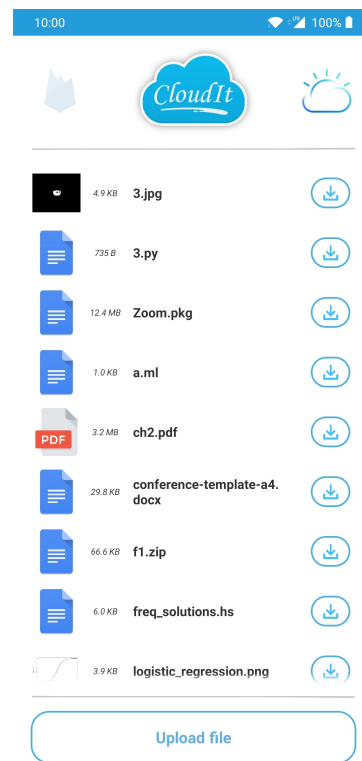 10:00
LTE 100%
CloudIt
4.9 KB 3.jpg
735 B 3.py
12.4 MB Zoom.pkg
1.0 KB a.ml
PDF 3.2 MB ch2.pdf
29.8 KB conference-template-a4.
docx
66.6 KB f1.zip
6.0 KB freq_solutions.hs
3.9 KB logistic_regression.png
Upload file